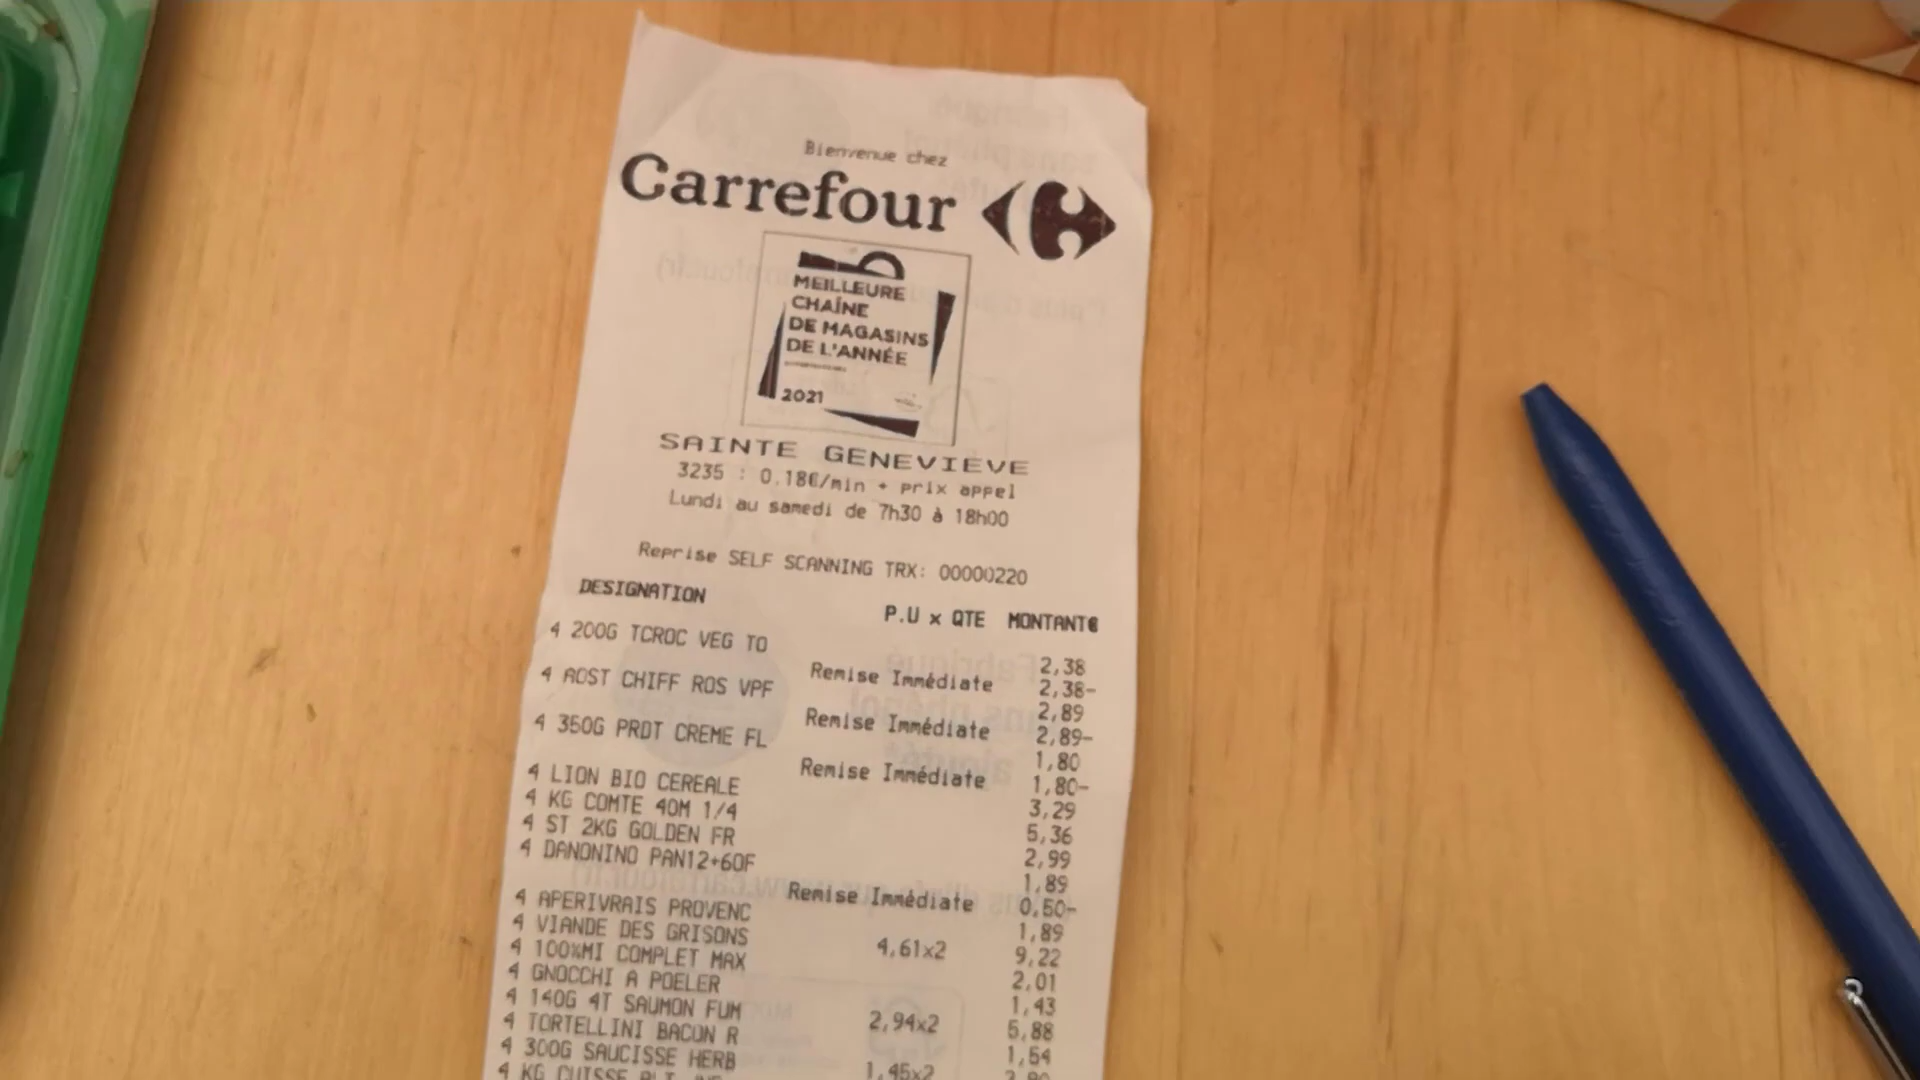 Bienvenue chez
Carrefour
MEILLEURE
CHAÎNE
DE MAGASINS
DE L'ANNÉE
2021
SAINTE GENEVIEVE
3235 : 0.18€/min + prix appel
Lundi au samedi de 7h30 à 18h00
Reprise SELF SCANNING TRX: 00000220
DESIGNATION P.U x QTE MONTANT€
4 200G TCROC VEG TO 2,38
Remise Immédiate 2,38-
4 AOST CHIFF ROS VPF 2,89
Remise Immédiate 2,89-
4 350G PRDT CREME FL 1,80
Remise Immédiate 1,80-
4 LION BIO CEREALE 3,29
4 KG COMTE 40M 1/4 5,36
4 ST 2KG GOLDEN FR 2,99
4 DANONINO PAN12+60F 1,89
Remise Immédiate 0,50-
4 APERIVRAIS PROVENC 1,89
4 VIANDE DES GRISONS 4,61x2 9,22
4 100%MI COMPLET MAX 2,01
4 GNOCCHI A POELER 1,43
4 140G 4T SAUMON FUM 2,94x2 5,88
4 TORTELLINI BACON R 1,54
4 300G SAUCISSE HERB 1,45x2
4 KG CUISSE